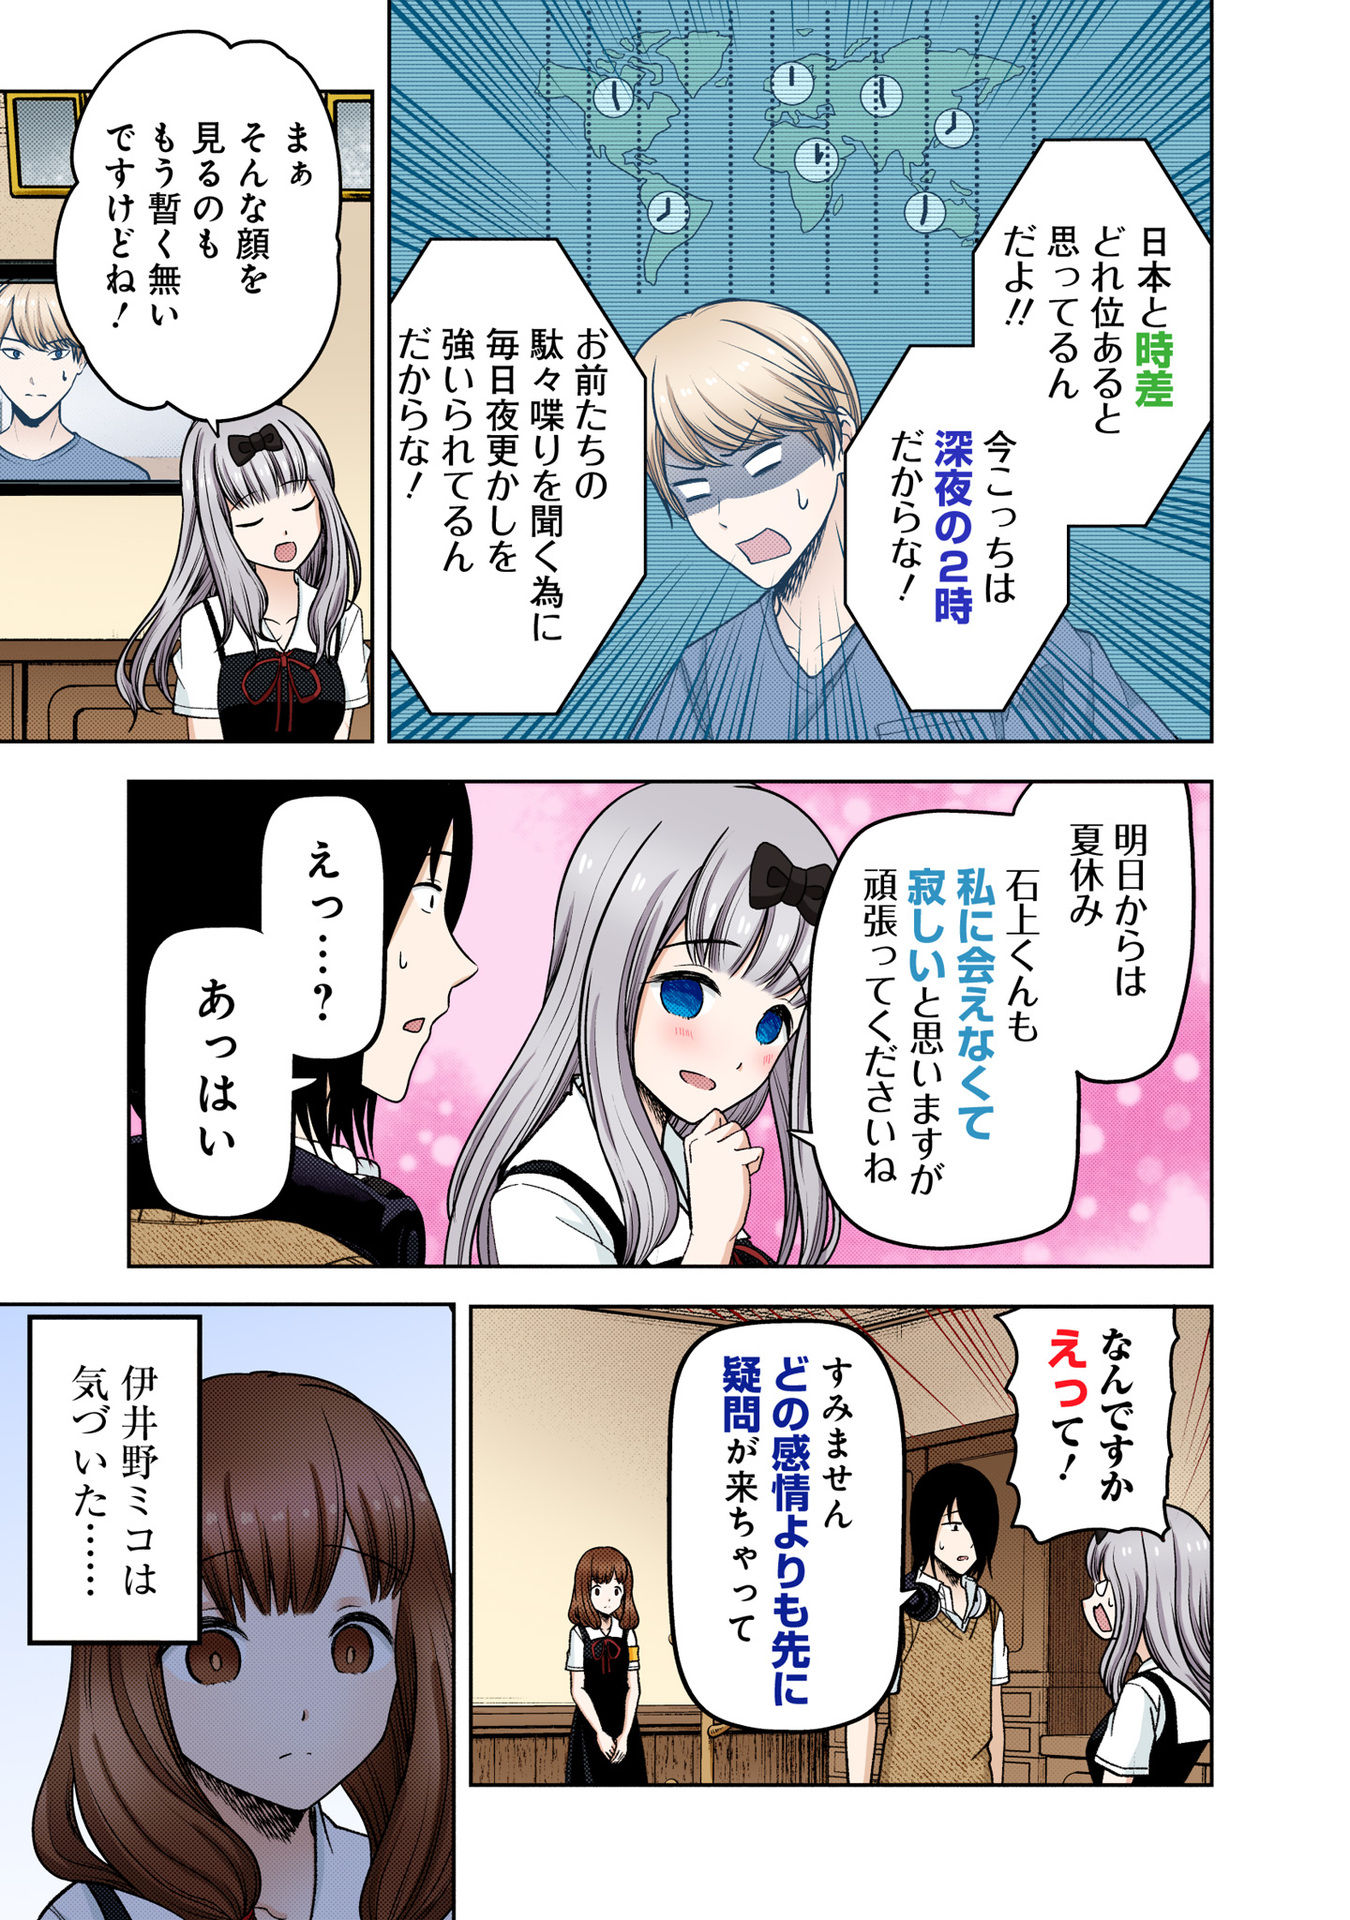 日本と時差
どれ位あると
思ってるん
だよ!!
今こっちは
深夜の2時
だからな!
お前たちの
駄々喋りを聞く為に
毎日夜更かしを
強いられてるん
だからな!
まぁ
そんな顔を
見るのも
もう暫く無い
ですけどね!
明日からは
夏休み
石上くんも
私に会えなくて
寂しいと思いますが
頑張ってくださいね
えっ……?
あっはい
なんですか
えって!
すみません
どの感情よりも先に
疑問が来ちゃって
伊井野ミコは
気づいた……